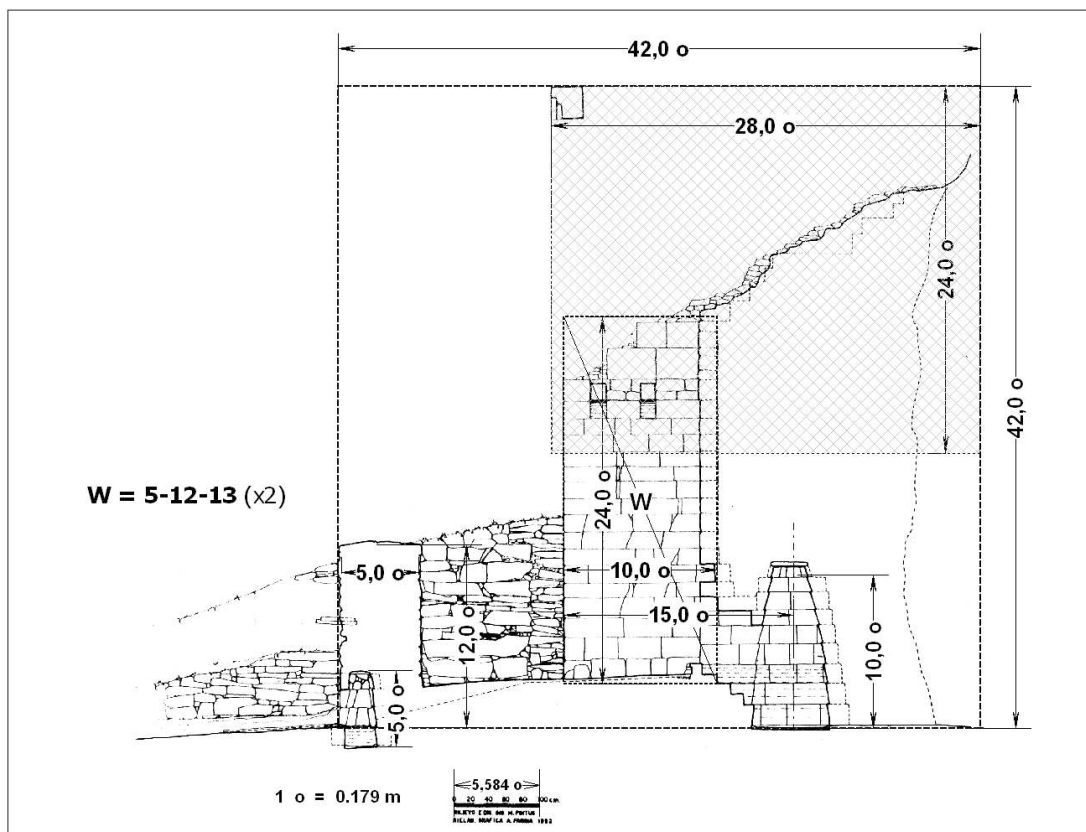 42,0 o
28,0 o
24,0 o
42,0 o
W = 5-12-13 (x2)
24,0 o
W
5,0 o
10,0 o
12,0 o
15,0 o
10,0 o
5,0 o
1 o = 0.179 m
5,584 o
0 20 40 60 80 100 cm.